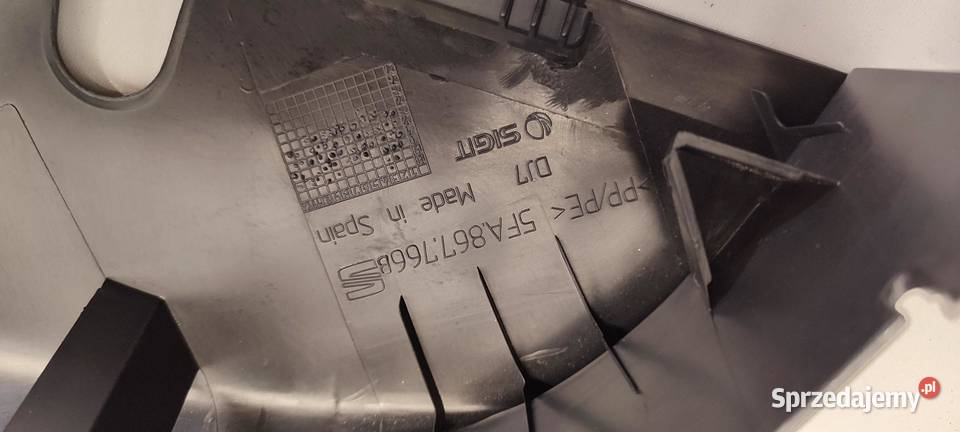 SIGIT
DJ7
Made in Spain
>PP/PE<
5FA.867.766B
Sprzedajemy.pl